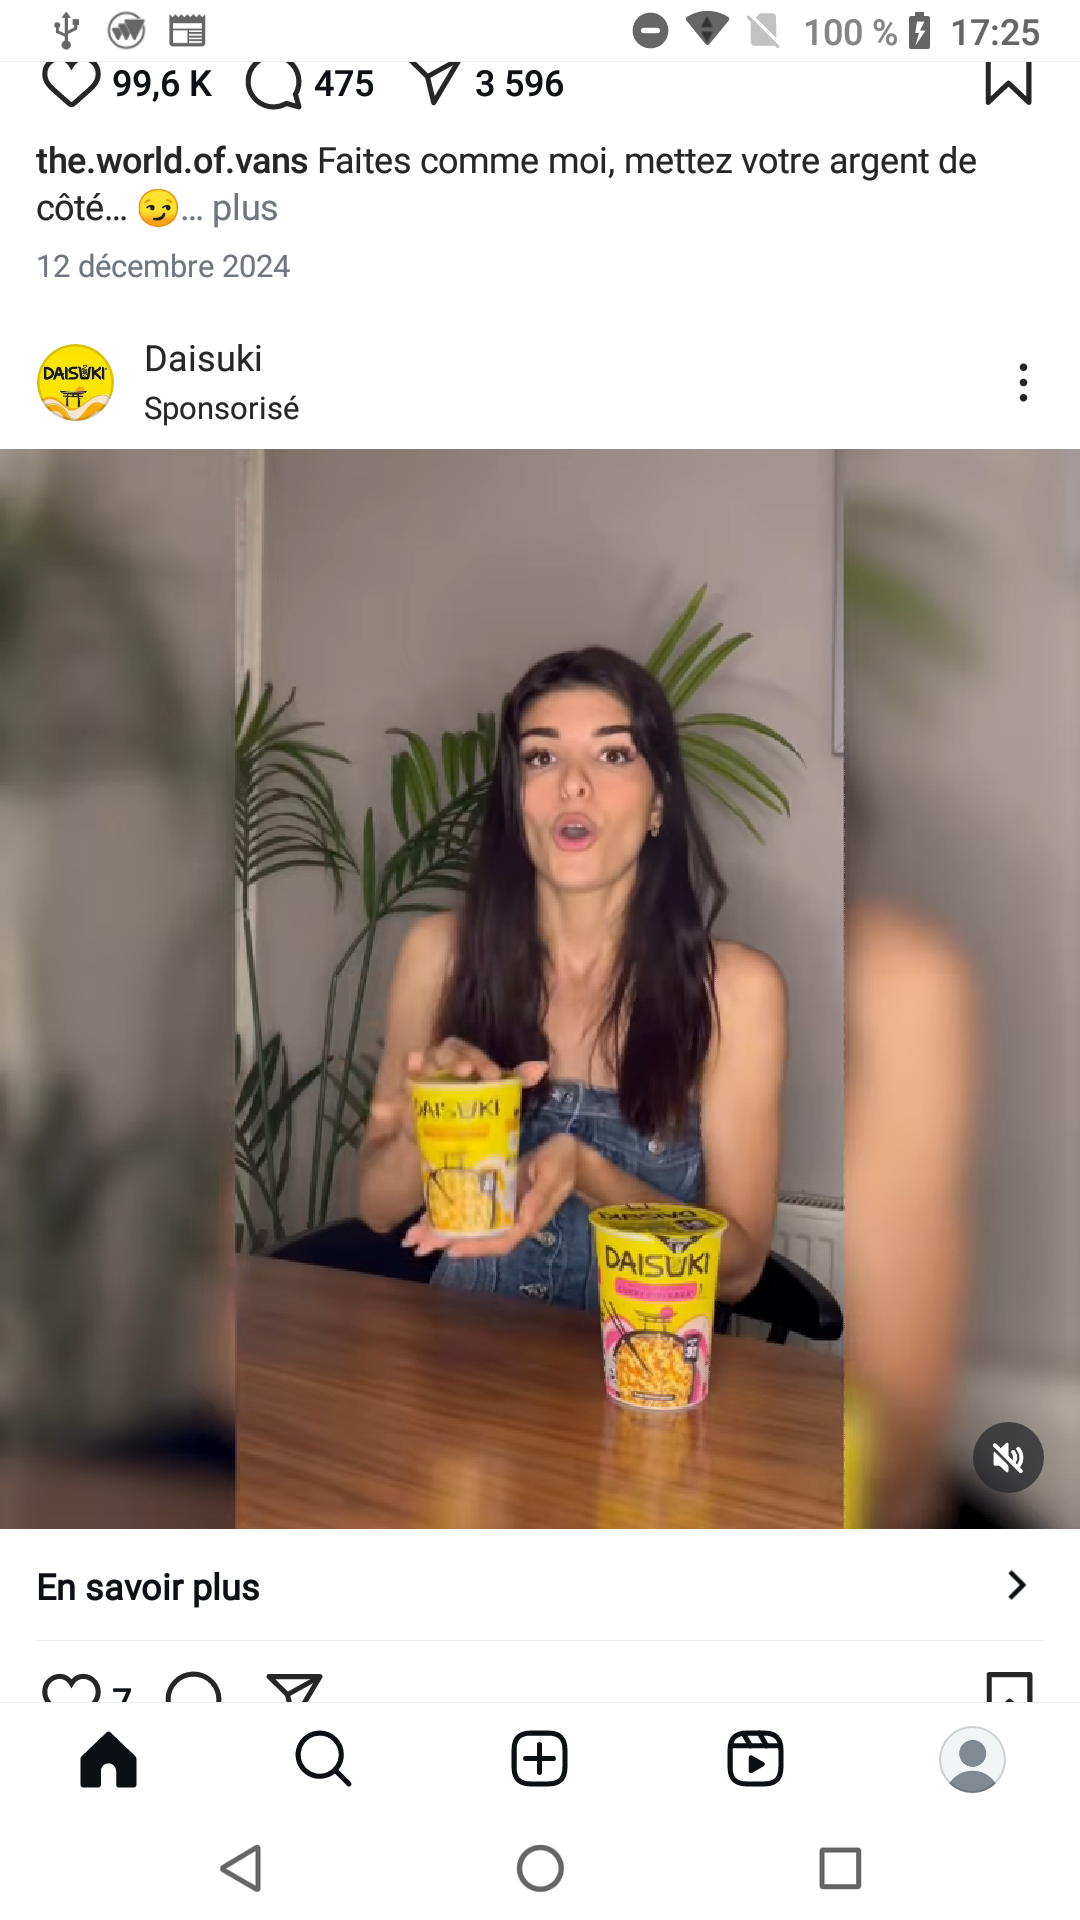 100 % 17:25
99,6 K 475 3 596
the.world.of.vans Faites comme moi, mettez votre argent de
côté... 😏... plus
12 décembre 2024
DAISUKI
Daisuki
Sponsorisé
DAISUKI
DAISUKI
DAISUKI
En savoir plus
7